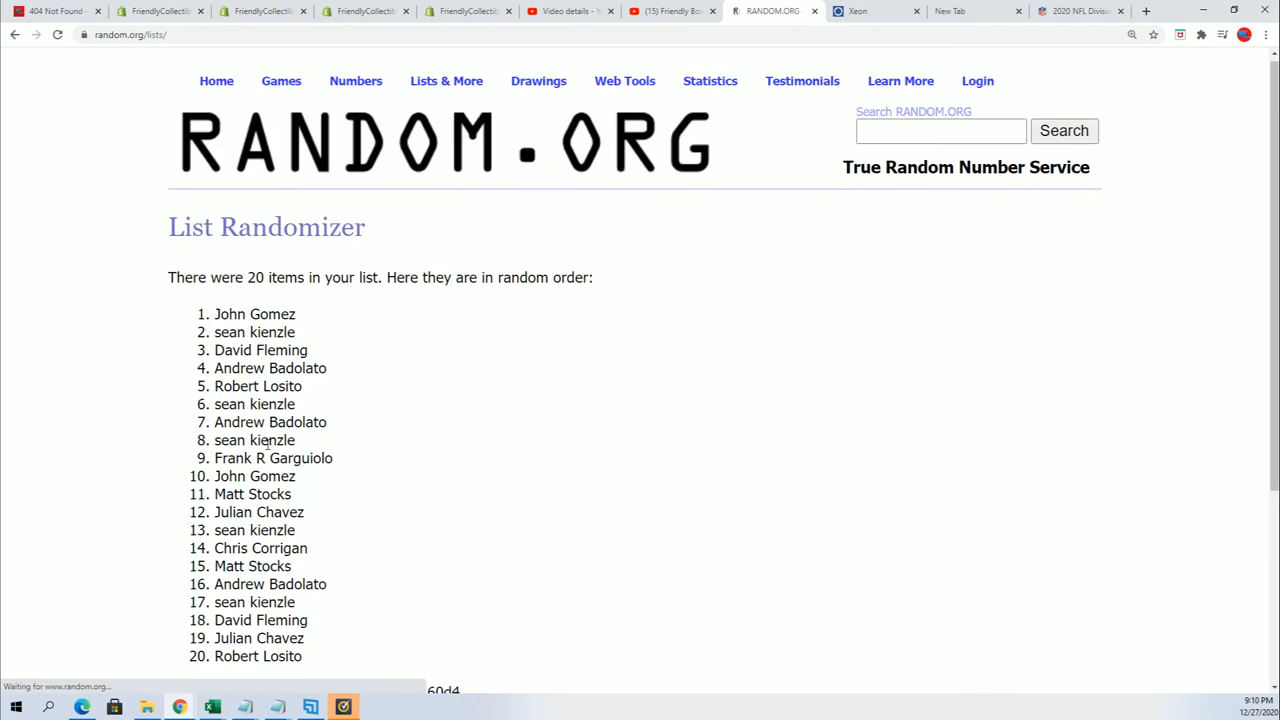 404 Not Found -
FriendlyCollectib
FriendlyCollectib
FriendlyCollectib
FriendlyCollectib
Video details - Y
(15) Friendly Bo
RANDOM.ORG
Xeon
New Tab
2020 NFL Divisi
random.org/lists/
Home Games Numbers Lists & More Drawings Web Tools Statistics Testimonials Learn More Login
Search RANDOM.ORG
RANDOM.ORG
Search
True Random Number Service
List Randomizer
There were 20 items in your list. Here they are in random order:
1. John Gomez
2. sean kienzle
3. David Fleming
4. Andrew Badolato
5. Robert Losito
6. sean kienzle
7. Andrew Badolato
8. sean kienzle
9. Frank R Garguiolo
10. John Gomez
11. Matt Stocks
12. Julian Chavez
13. sean kienzle
14. Chris Corrigan
15. Matt Stocks
16. Andrew Badolato
17. sean kienzle
18. David Fleming
19. Julian Chavez
20. Robert Losito
Waiting for www.random.org...
60d4
9:10 PM
12/27/2020